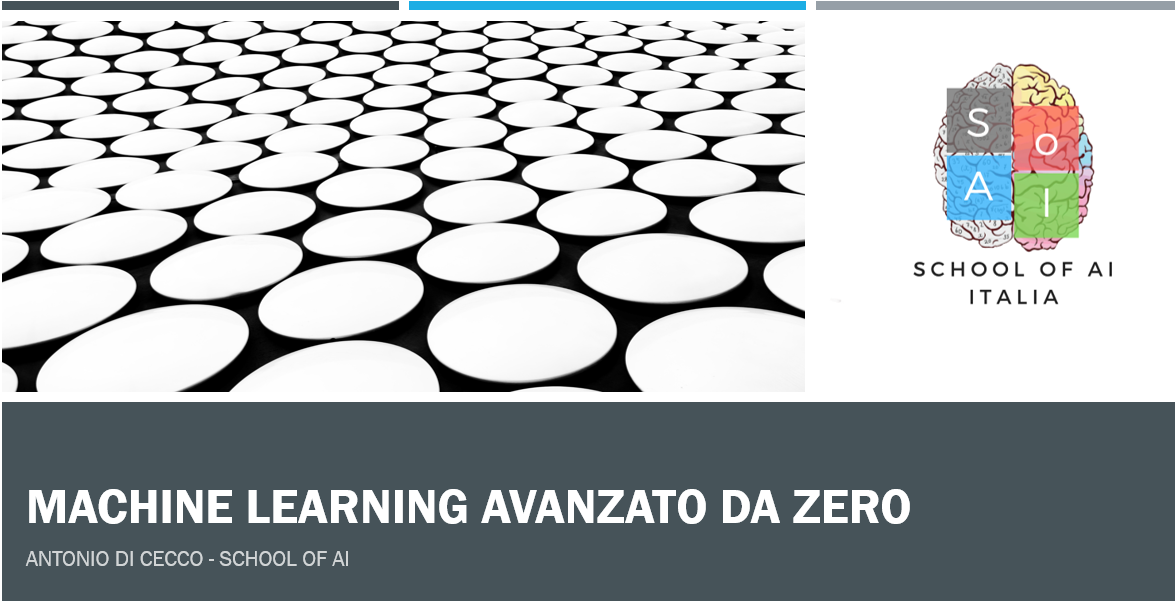 S
O
A
I
SCHOOL OF AI
ITALIA
MACHINE LEARNING AVANZATO DA ZERO
ANTONIO DI CECCO - SCHOOL OF AI